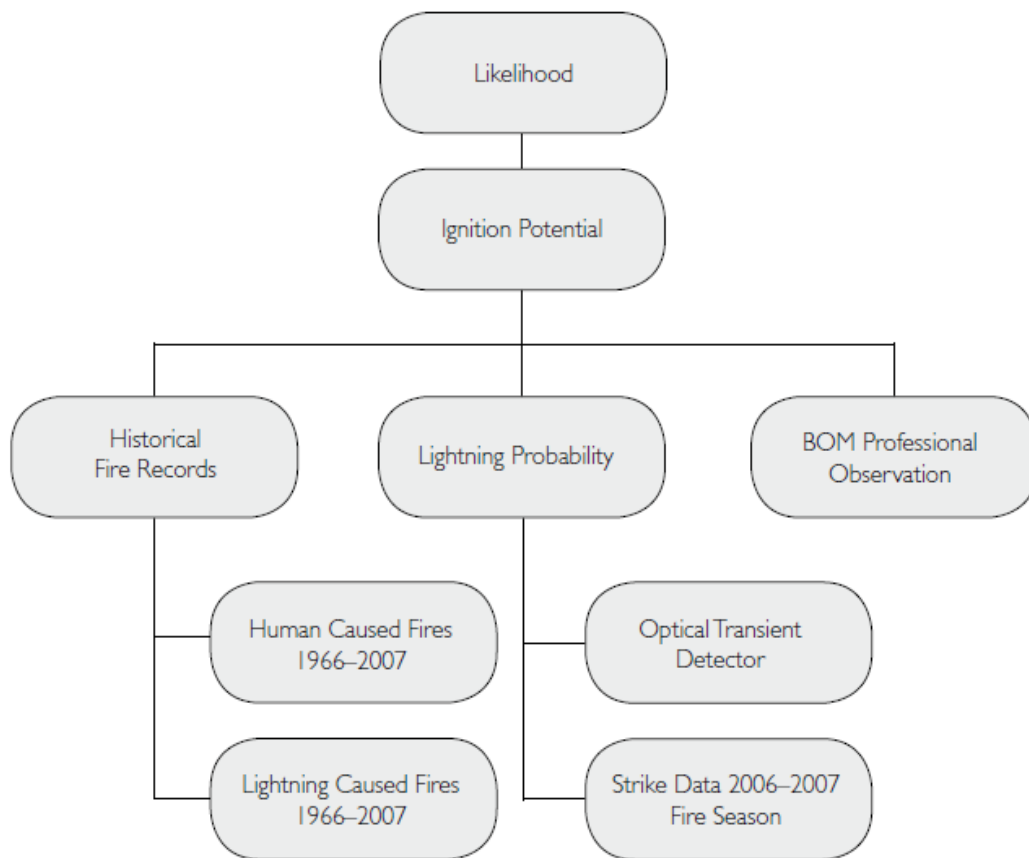 Likelihood
Ignition Potential
Historical
Fire Records
Lightning Probability
BOM Professional
Observation
Human Caused Fires
1966–2007
Optical Transient
Detector
Lightning Caused Fires
1966–2007
Strike Data 2006–2007
Fire Season